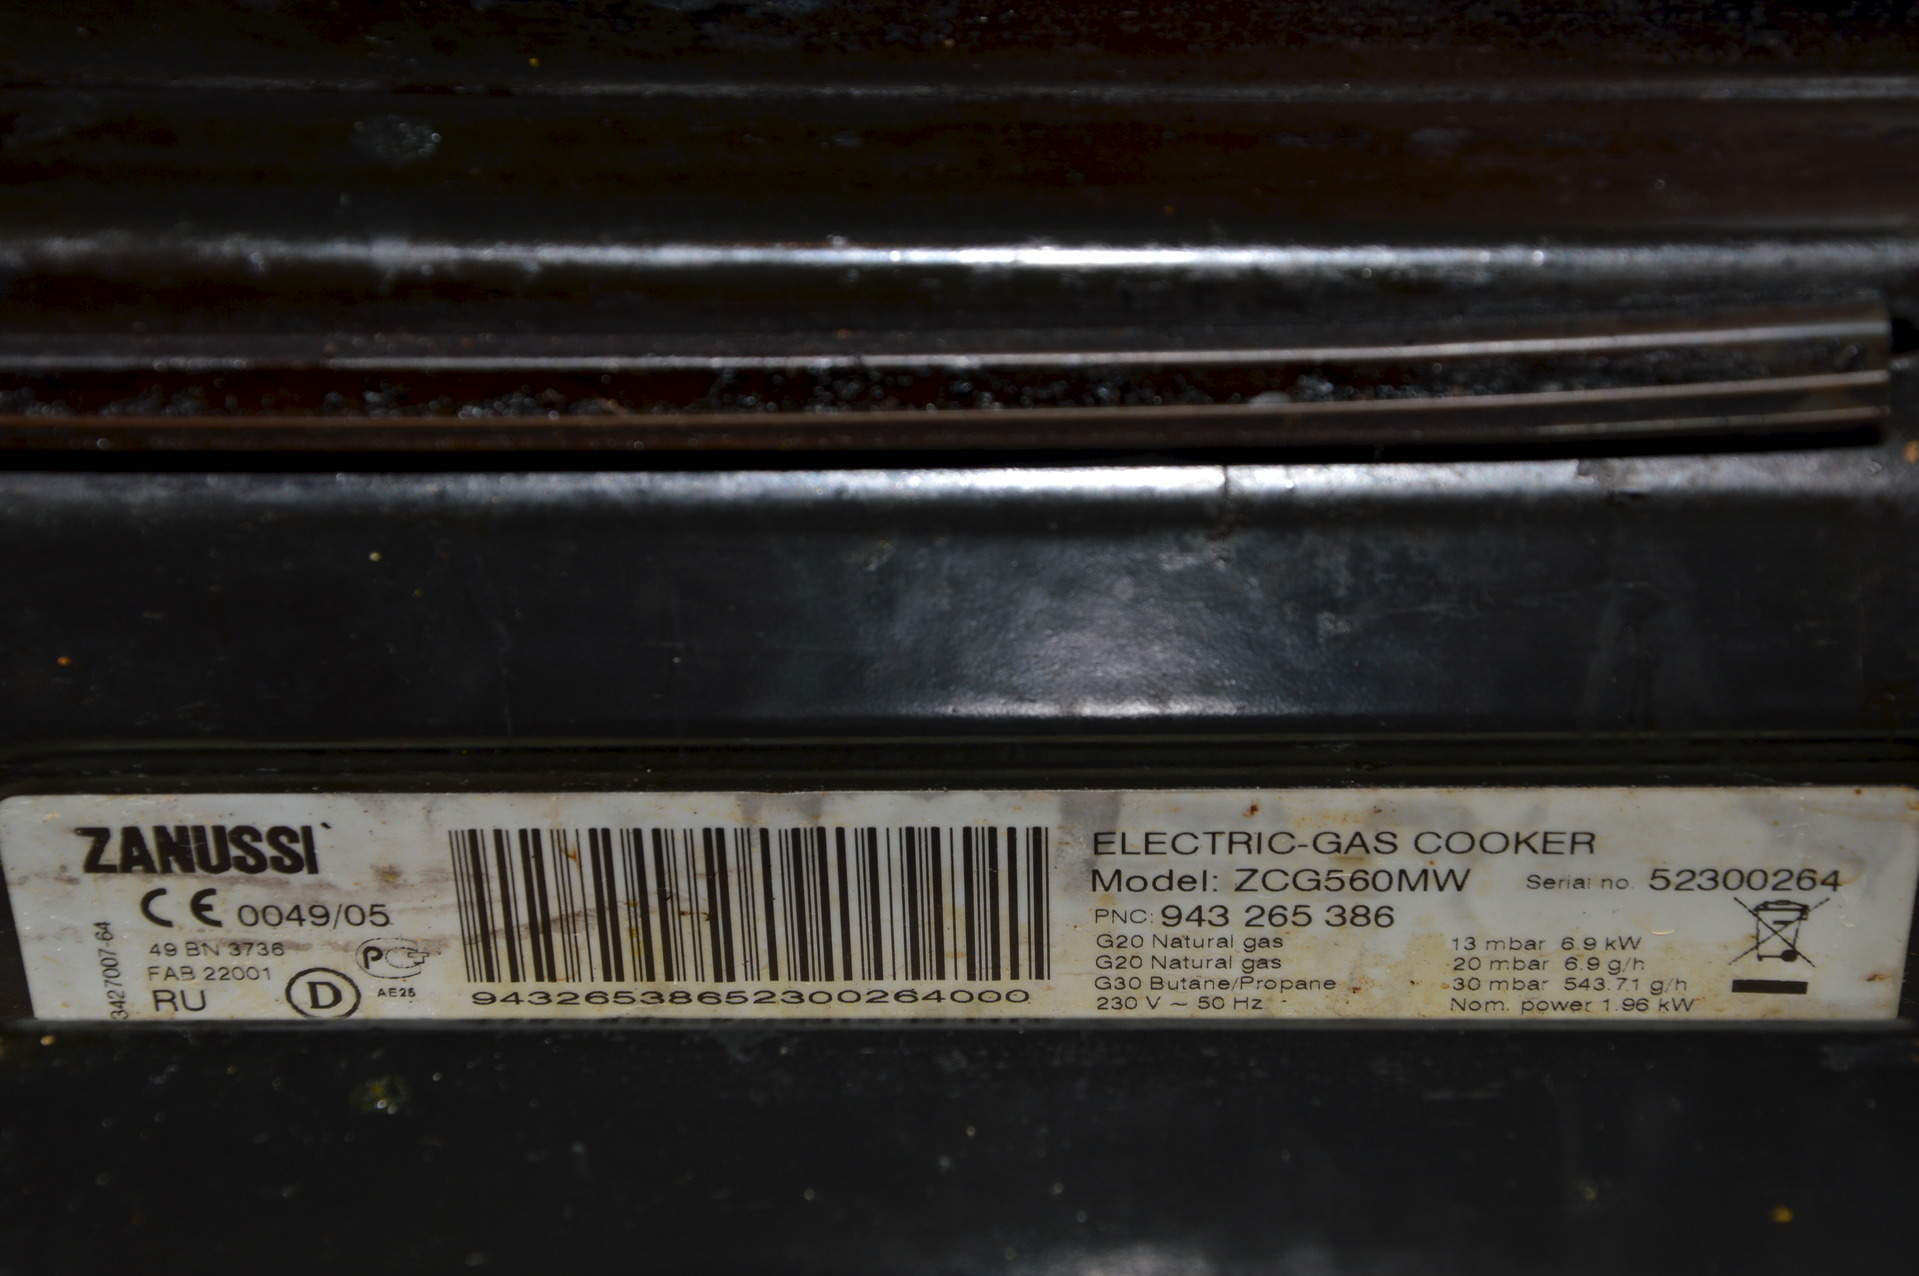 ZANUSSI
CE 0049/05
49 BN 3736
FAB 22001
RU
D
AE25
3427007-64
94326538652300264000
ELECTRIC-GAS COOKER
Model: ZCG560MW Serial no. 52300264
PNC: 943 265 386
G20 Natural gas 13 mbar 6.9 kW
G20 Natural gas 20 mbar 6.9 g/h
G30 Butane/Propane 30 mbar 543.71 g/h
230 V ~ 50 Hz Nom. power 1.96 kW